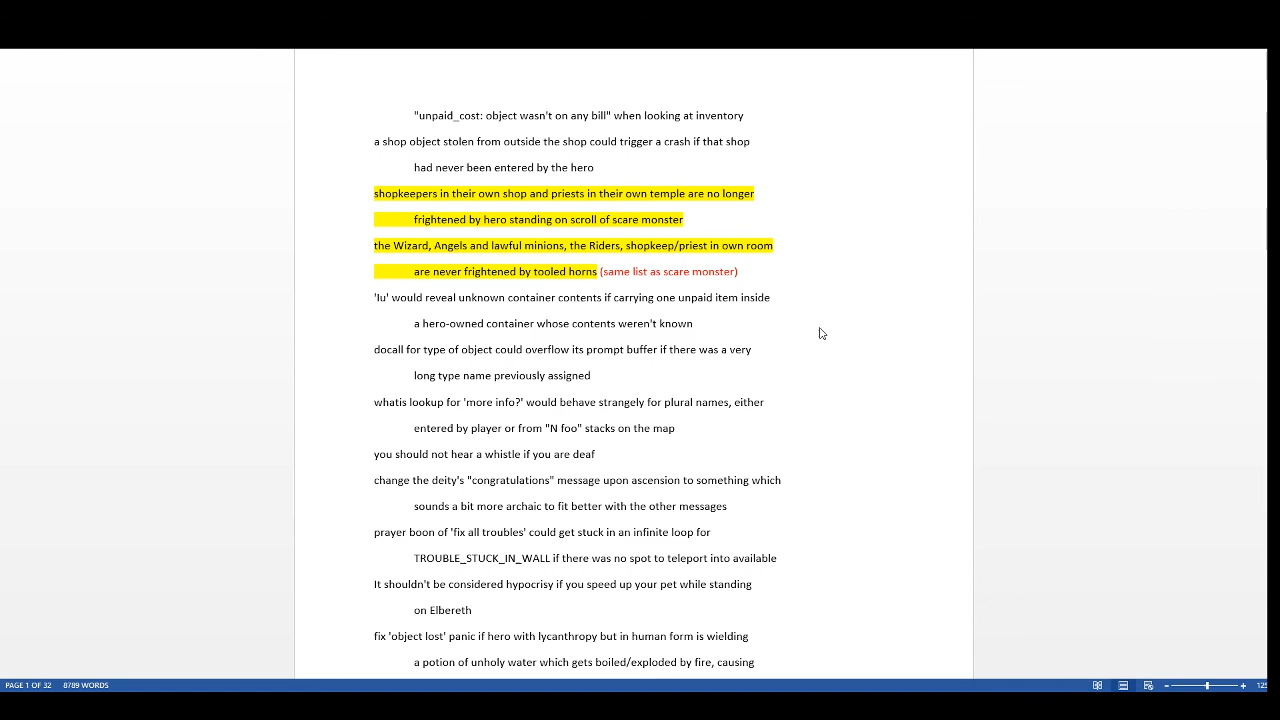 "unpaid_cost: object wasn't on any bill" when looking at inventory
a shop object stolen from outside the shop could trigger a crash if that shop
had never been entered by the hero
shopkeepers in their own shop and priests in their own temple are no longer
frightened by hero standing on scroll of scare monster
the Wizard, Angels and lawful minions, the Riders, shopkeep/priest in own room
are never frightened by tooled horns (same list as scare monster)
'Iu' would reveal unknown container contents if carrying one unpaid item inside
a hero-owned container whose contents weren't known
docall for type of object could overflow its prompt buffer if there was a very
long type name previously assigned
whatis lookup for 'more info?' would behave strangely for plural names, either
entered by player or from "N foo" stacks on the map
you should not hear a whistle if you are deaf
change the deity's "congratulations" message upon ascension to something which
sounds a bit more archaic to fit better with the other messages
prayer boon of 'fix all troubles' could get stuck in an infinite loop for
TROUBLE_STUCK_IN_WALL if there was no spot to teleport into available
It shouldn't be considered hypocrisy if you speed up your pet while standing
on Elbereth
fix 'object lost' panic if hero with lycanthropy but in human form is wielding
a potion of unholy water which gets boiled/exploded by fire, causing
PAGE 1 OF 32 8789 WORDS